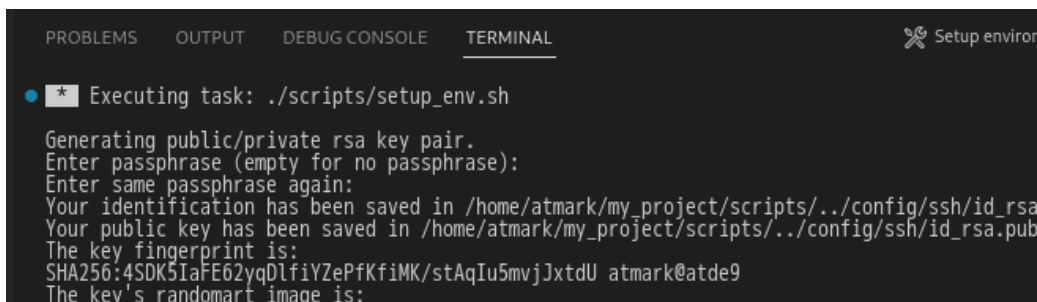 PROBLEMS OUTPUT DEBUG CONSOLE TERMINAL Setup environ
* Executing task: ./scripts/setup_env.sh
Generating public/private rsa key pair.
Enter passphrase (empty for no passphrase):
Enter same passphrase again:
Your identification has been saved in /home/atmark/my_project/scripts/../config/ssh/id_rsa
Your public key has been saved in /home/atmark/my_project/scripts/../config/ssh/id_rsa.pub
The key fingerprint is:
SHA256:4SDK5IaFE62yqDlfiYZePfKfiMK/stAqIu5mvjJxtdU atmark@atde9
The key's randomart image is: